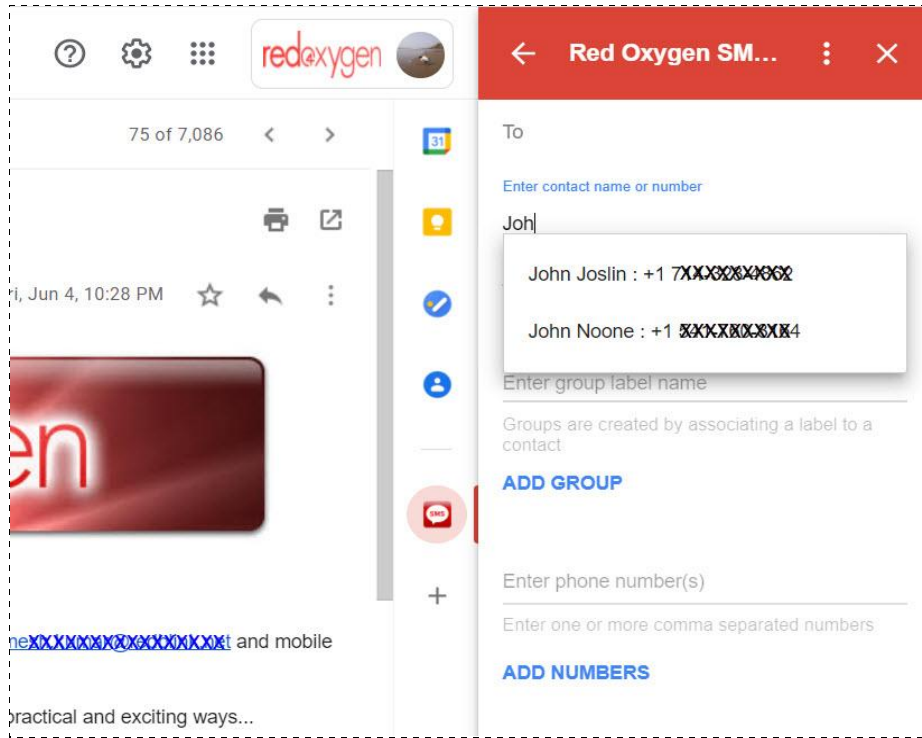 redoxygen
Red Oxygen SM...
75 of 7,086
31
To
Enter contact name or number
Joh
John Joslin : +1
John Noone : +1
ri, Jun 4, 10:28 PM
Enter group label name
Groups are created by associating a label to a
contact
ADD GROUP
en
SMS
Enter phone number(s)
Enter one or more comma separated numbers
ADD NUMBERS
and mobile
practical and exciting ways...